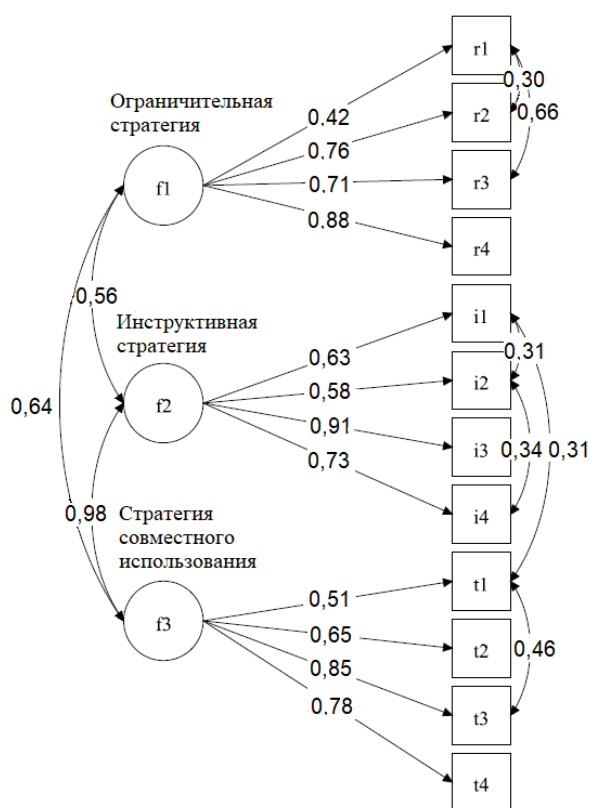 r1
0,30
Ограничительная
стратегия
0,42
r2
0,66
0,76
f1
0,71
r3
0,88
r4
0,56
Инструктивная
стратегия
i1
0,63
0,31
0,58
i2
0,64
f2
0,91
i3
0,34
0,31
0,73
i4
0,98
Стратегия
совместного
использования
t1
0,51
f3
0,65
t2
0,46
0,85
0,78
t3
t4